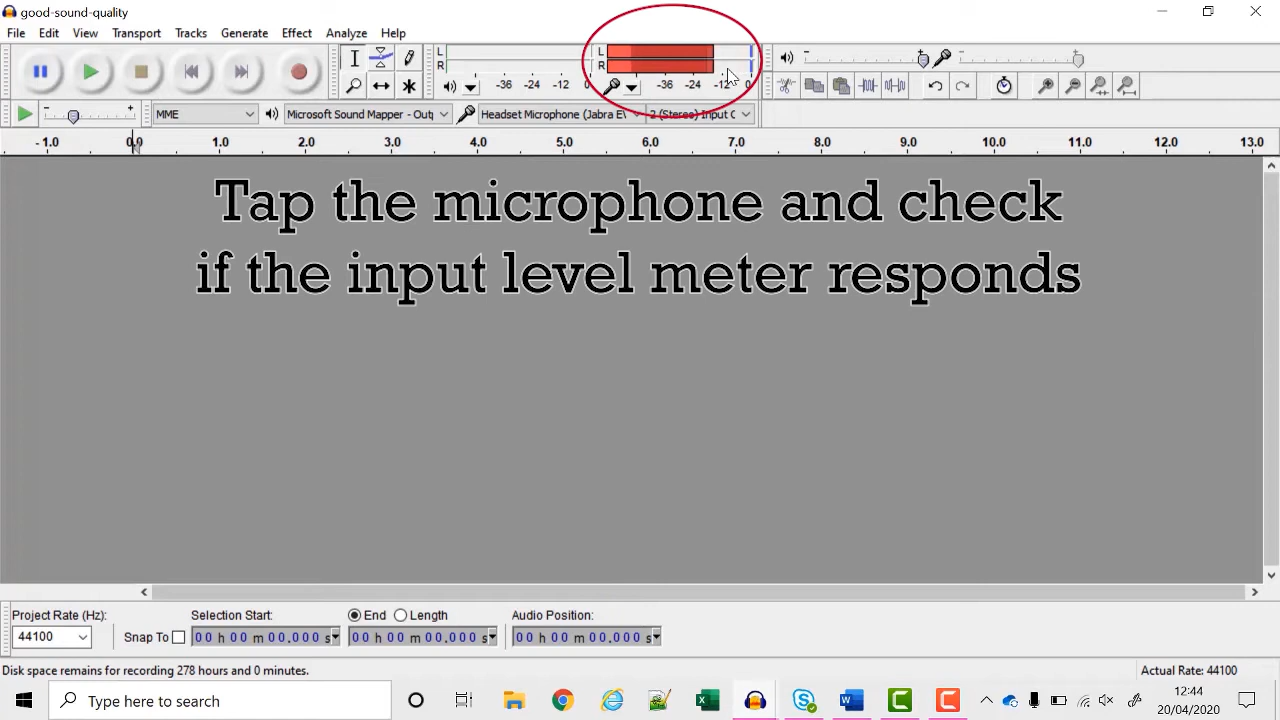 good-sound-quality
File Edit View Transport Tracks Generate Effect Analyze Help
L
R
-36 -24 -12 0
L
R
-36 -24 -12 0
MME
Microsoft Sound Mapper - Outp
Headset Microphone (Jabra EV
2 (Stereo) Input C
-1.0 0.0 1.0 2.0 3.0 4.0 5.0 6.0 7.0 8.0 9.0 10.0 11.0 12.0 13.0
Tap the microphone and check
if the input level meter responds
Project Rate (Hz):
44100
Snap To
Selection Start:
End Length
Audio Position:
00 h 00 m 00.000 s
00 h 00 m 00.000 s
00 h 00 m 00.000 s
Disk space remains for recording 278 hours and 0 minutes.
Actual Rate: 44100
Type here to search
12:44
20/04/2020